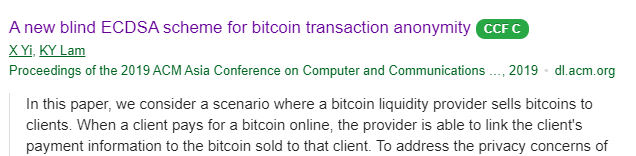 A new blind ECDSA scheme for bitcoin transaction anonymity CCF C
X Yi, KY Lam
Proceedings of the 2019 ACM Asia Conference on Computer and Communications …, 2019 · dl.acm.org
In this paper, we consider a scenario where a bitcoin liquidity provider sells bitcoins to
clients. When a client pays for a bitcoin online, the provider is able to link the client's
payment information to the bitcoin sold to that client. To address the privacy concerns of